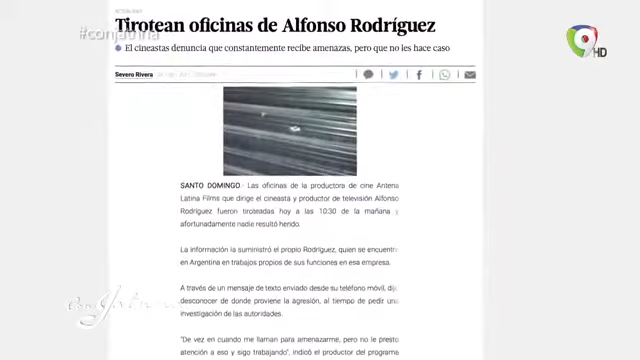 ACTUALIDAD
Tirotean oficinas de Alfonso Rodríguez
#conjatnna
El cineastas denuncia que constantemente recibe amenazas, pero que no les hace caso
HD
Severo Rivera
SANTO DOMINGO.- Las oficinas de la productora de cine Antena
Latina Films que dirige el cineasta y productor de televisión Alfonso
Rodríguez fueron tiroteadas hoy a las 10:30 de la mañana y
afortunadamente nadie resultó herido.
La información la suministró el propio Rodríguez, quien se encuentra
en Argentina en trabajos propios de sus funciones en esa empresa.
A través de un mensaje de texto enviado desde su teléfono móvil, dijo
desconocer de donde proviene la agresión, al tiempo de pedir una
investigación de las autoridades.
Con Jatnna
"De vez en cuando me llaman para amenazarme, pero no le presto
atención a eso y sigo trabajando", indicó el productor del programa